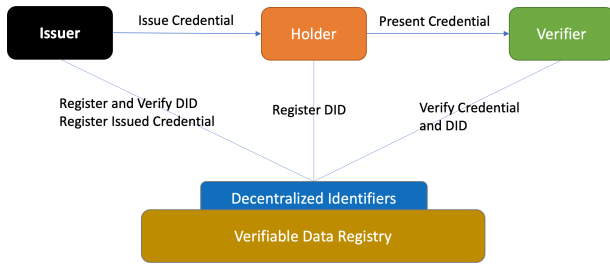 Issuer
Issue Credential
Holder
Present Credential
Verifier
Register and Verify DID
Register Issued Credential
Register DID
Verify Credential
and DID
Decentralized Identifiers
Verifiable Data Registry